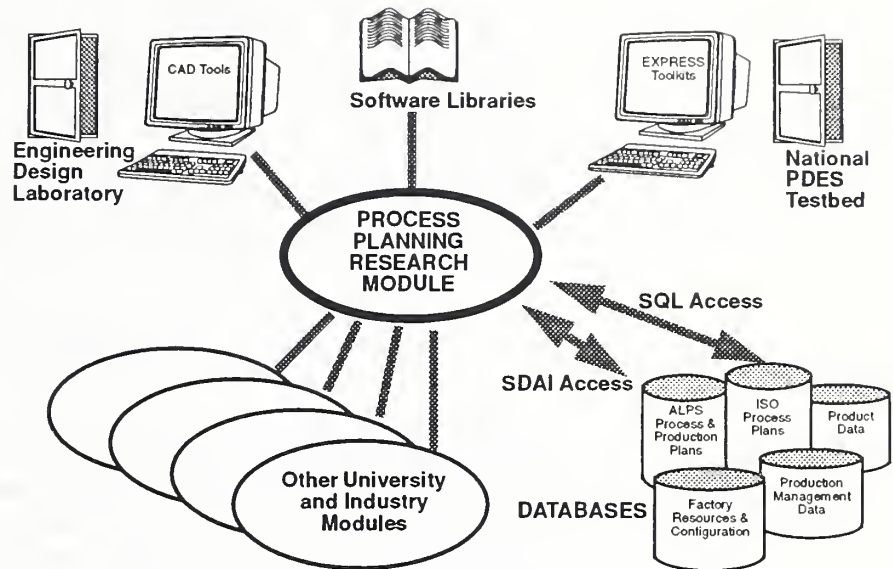 CAD Tools
Software Libraries
EXPRESS
Toolkits
Engineering
Design
Laboratory
National
PDES
Testbed
PROCESS
PLANNING
RESEARCH
MODULE
SQL Access
SDAI Access
ALPS
Process &
Production
Plans
ISO
Process
Plans
Product
Data
Other University
and Industry
Modules
DATABASES
Factory
Resources &
Configuration
Production
Management
Data